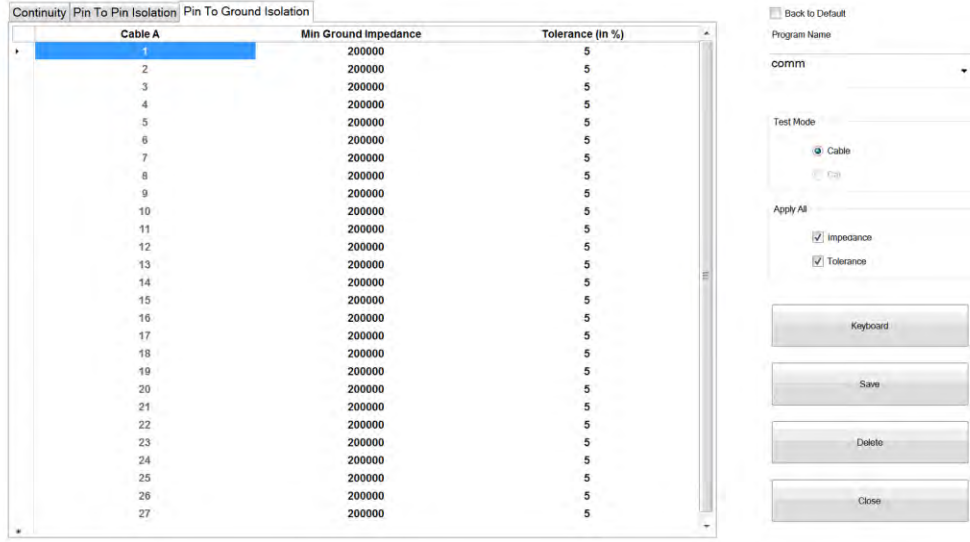 Continuity Pin To Pin Isolation Pin To Ground Isolation
Cable A Min Ground Impedance Tolerance (in %)
1 200000 5
2 200000 5
3 200000 5
4 200000 5
5 200000 5
6 200000 5
7 200000 5
8 200000 5
9 200000 5
10 200000 5
11 200000 5
12 200000 5
13 200000 5
14 200000 5
15 200000 5
16 200000 5
17 200000 5
18 200000 5
19 200000 5
20 200000 5
21 200000 5
22 200000 5
23 200000 5
24 200000 5
25 200000 5
26 200000 5
27 200000 5
*
Back to Default
Program Name
comm
Test Mode
Cable
Apply All
Impedance
Tolerance
Keyboard
Save
Delete
Close